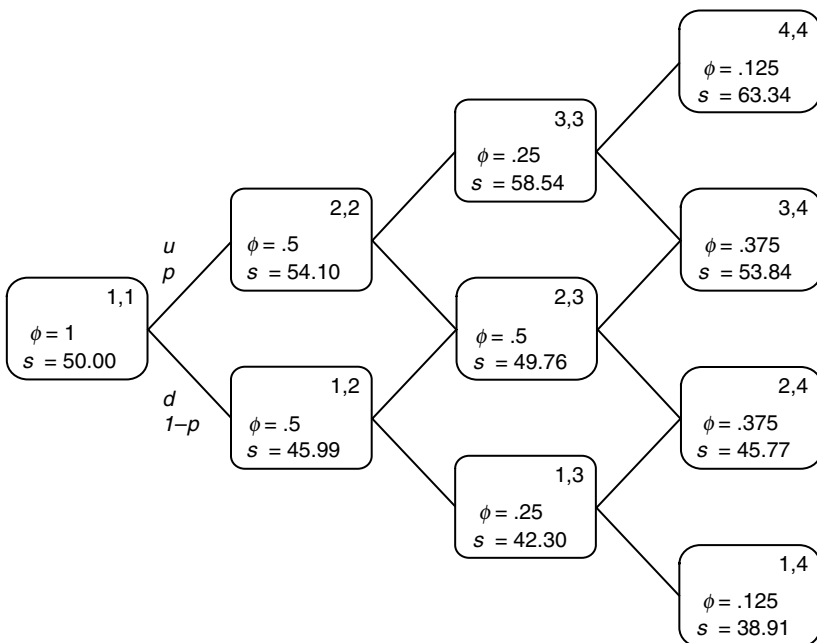 1,1
ϕ = 1
s = 50.00
u
p
d
1–p
2,2
ϕ = .5
s = 54.10
1,2
ϕ = .5
s = 45.99
3,3
ϕ = .25
s = 58.54
2,3
ϕ = .5
s = 49.76
1,3
ϕ = .25
s = 42.30
4,4
ϕ = .125
s = 63.34
3,4
ϕ = .375
s = 53.84
2,4
ϕ = .375
s = 45.77
1,4
ϕ = .125
s = 38.91